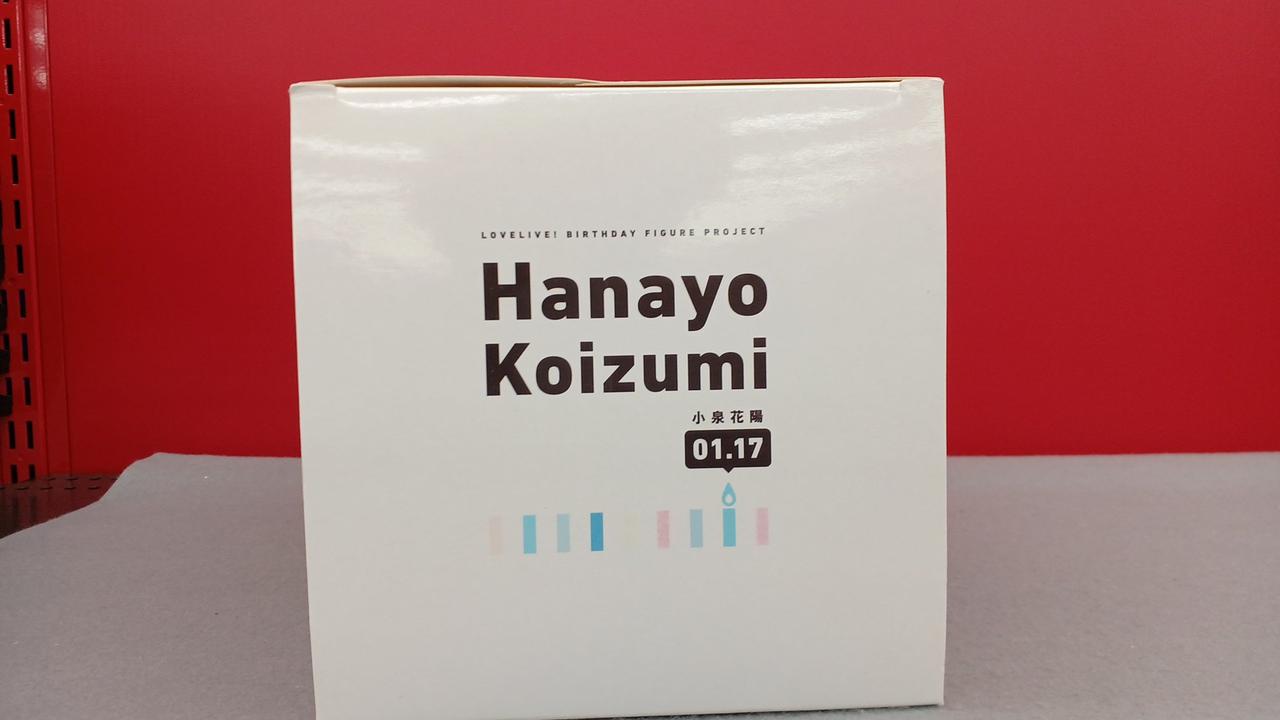 LOVELIVE! BIRTHDAY FIGURE PROJECT
Hanayo
Koizumi
小泉花陽
01.17